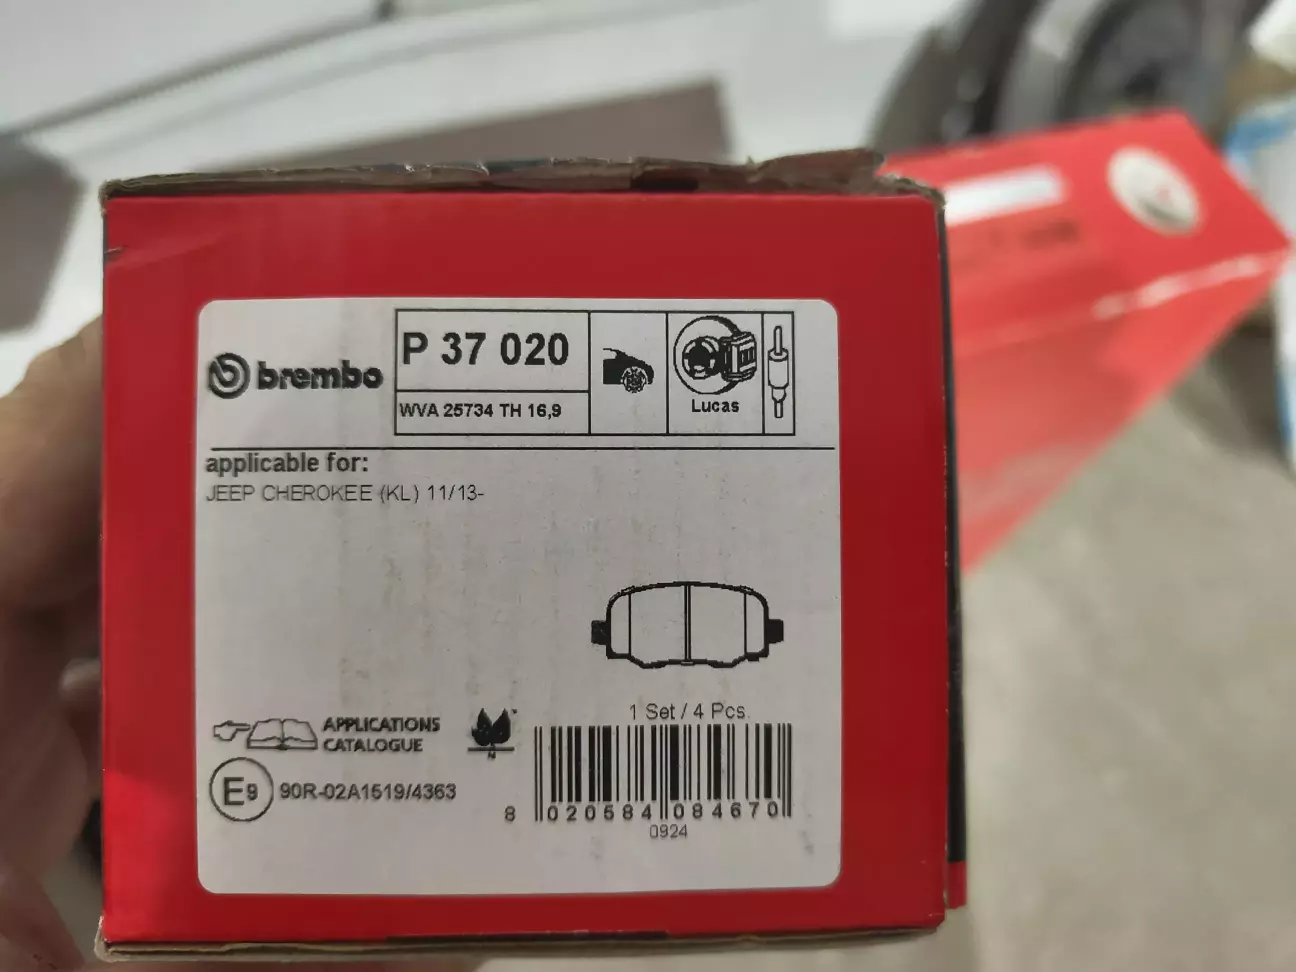 brembo
P 37 020
WVA 25734 TH 16,9
Lucas
applicable for:
JEEP CHEROKEE (KL) 11/13-
1 Set / 4 Pcs.
APPLICATIONS
CATALOGUE
N
E9 90R-02A1519/4363
8 020584 084670
0924